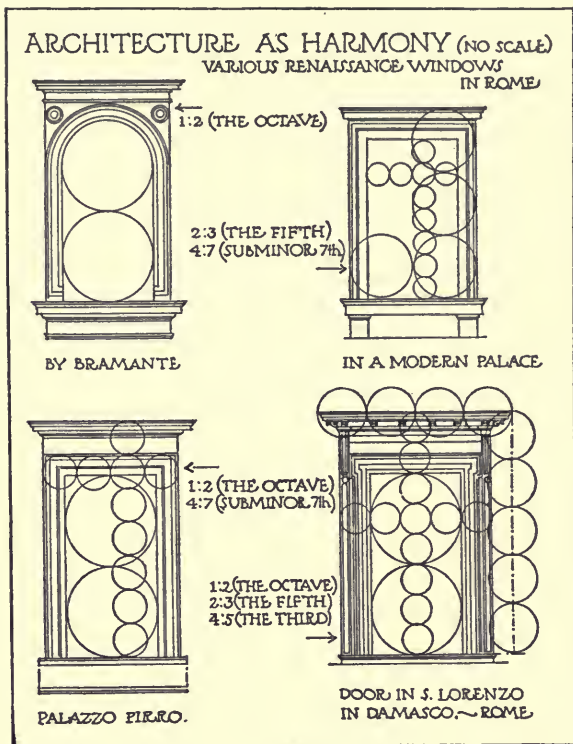 ARCHITECTURE AS HARMONY (NO SCALE)
VARIOUS RENAISSANCE WINDOWS
IN ROME
1:2 (THE OCTAVE)
2:3 (THE FIFTH)
4:7 (SUBMINOR 7th)
BY BRAMANTE
IN A MODERN PALACE
1:2 (THE OCTAVE)
4:7 (SUBMINOR 7th)
1:2 (THE OCTAVE)
2:3 (THE FIFTH)
4:5 (THE THIRD)
PALAZZO PIRRO.
DOOR IN S. LORENZO
IN DAMASCO. ~ ROME